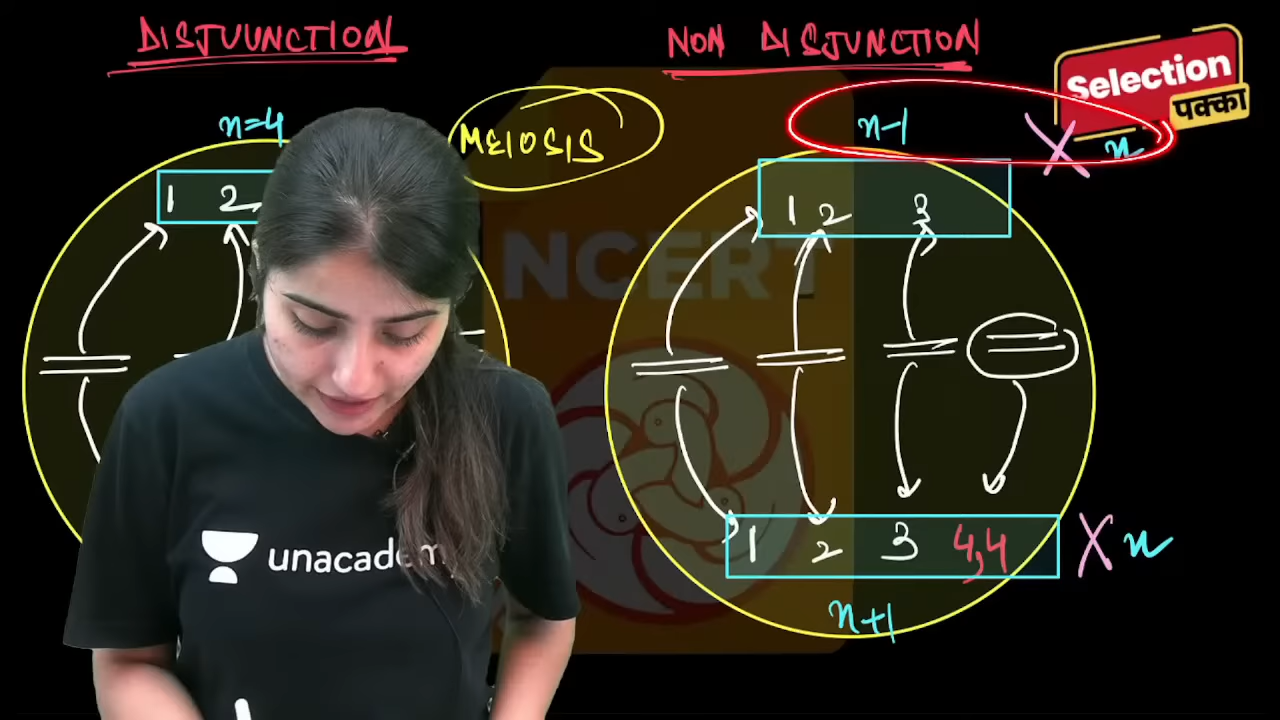 DISJUUNCTION
NON DISJUNCTION
Selection
पक्का
n=4
MEIOSIS
n-1
X n
1 2
1 2 3
NCERT
unacademy
1 2 3 4,4
X n
n+1